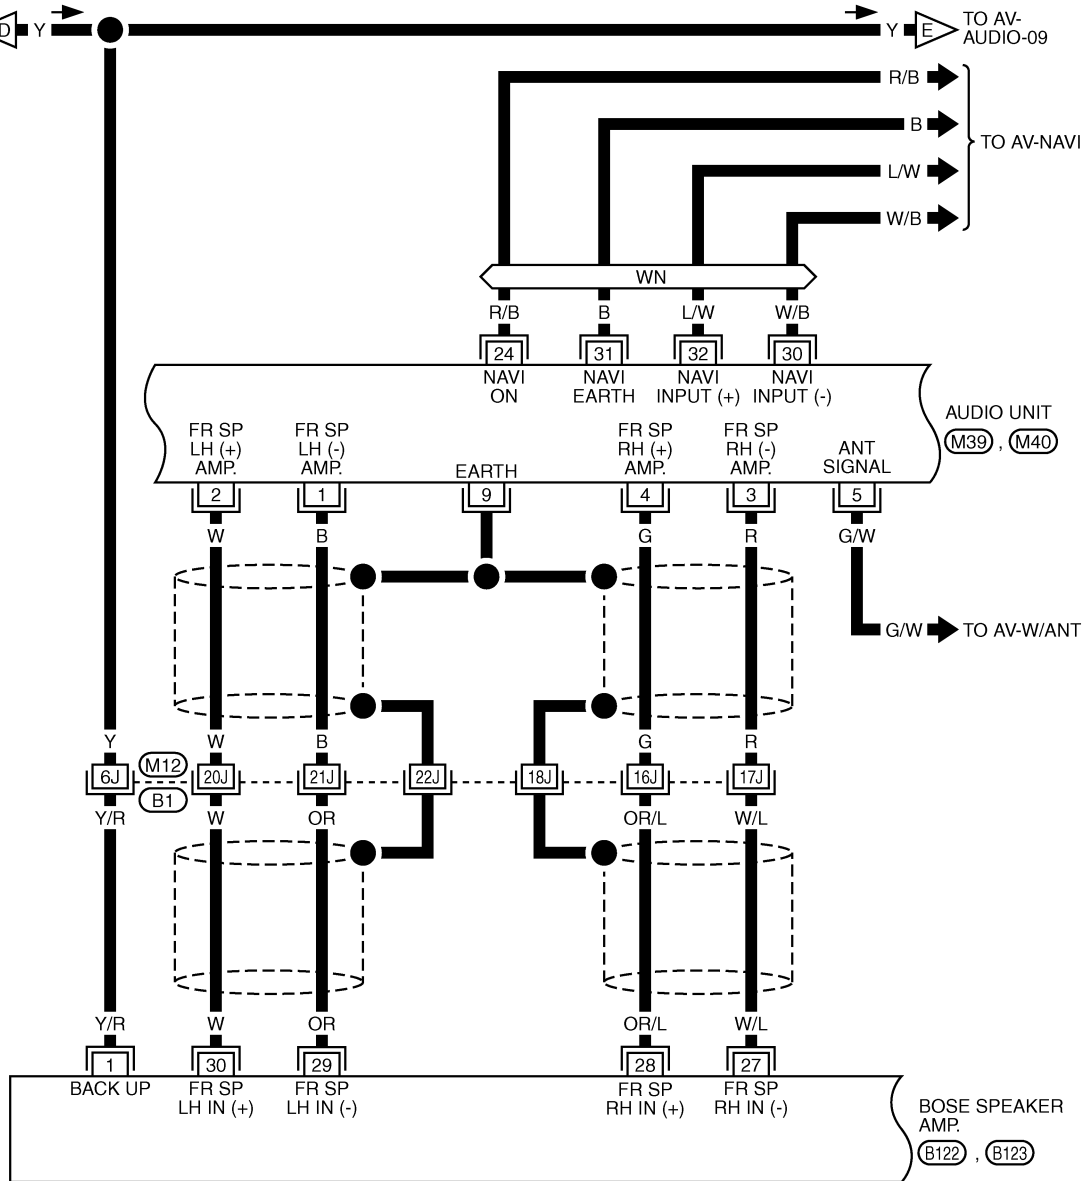 D Y Y E TO AV-
AUDIO-09
R/B
B
TO AV-NAVI
L/W
W/B
WN
R/B B L/W W/B
24 31 32 30
NAVI NAVI NAVI NAVI
ON EARTH INPUT (+) INPUT (-)
AUDIO UNIT
M39 , M40
FR SP FR SP FR SP FR SP
LH (+) LH (-) RH (+) RH (-) ANT
AMP. AMP. EARTH AMP. AMP. SIGNAL
2 1 9 4 3 5
W B G R G/W
G/W TO AV-W/ANT
Y W B G R
M12
6J 20J 21J 22J 18J 16J 17J
B1
Y/R W OR OR/L W/L
Y/R W OR OR/L W/L
1 30 29 28 27
BACK UP FR SP FR SP FR SP FR SP
LH IN (+) LH IN (-) RH IN (+) RH IN (-)
BOSE SPEAKER
AMP.
B122 , B123